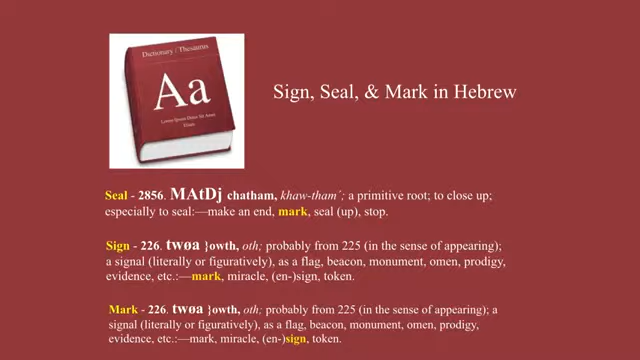 Dictionary / Thesaurus
Aa
Sign, Seal, & Mark in Hebrew
Seal - 2856. MAtDj chatham, khaw-tham´; a primitive root; to close up;
especially to seal:—make an end, mark, seal (up), stop.
Sign - 226. twøa }owth, oth; probably from 225 (in the sense of appearing);
a signal (literally or figuratively), as a flag, beacon, monument, omen, prodigy,
evidence, etc.:—mark, miracle, (en-)sign, token.
Mark - 226. twøa }owth, oth; probably from 225 (in the sense of appearing); a
signal (literally or figuratively), as a flag, beacon, monument, omen, prodigy,
evidence, etc.:—mark, miracle, (en-)sign, token.